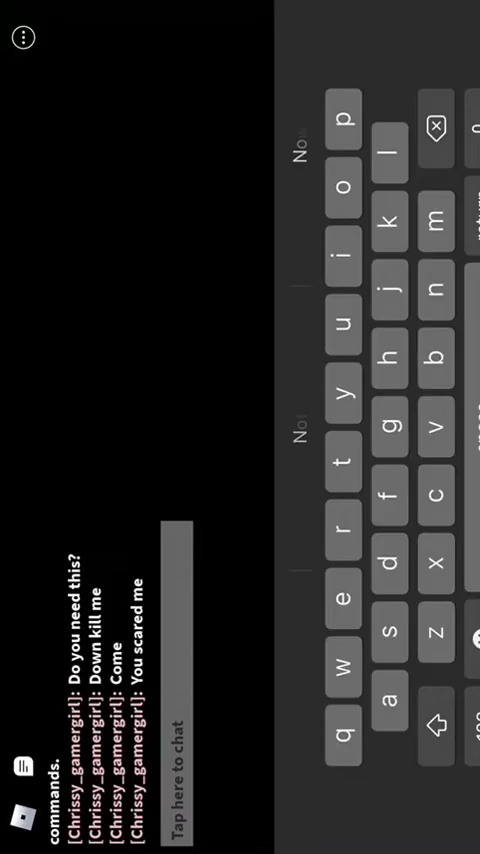 commands.
[Chrissy_gamergirl]: Do you need this?
[Chrissy_gamergirl]: Down kill me
[Chrissy_gamergirl]: Come
[Chrissy_gamergirl]: You scared me
Tap here to chat
q w e r t y u i o p
a s d f g h j k l
z x c v b n m